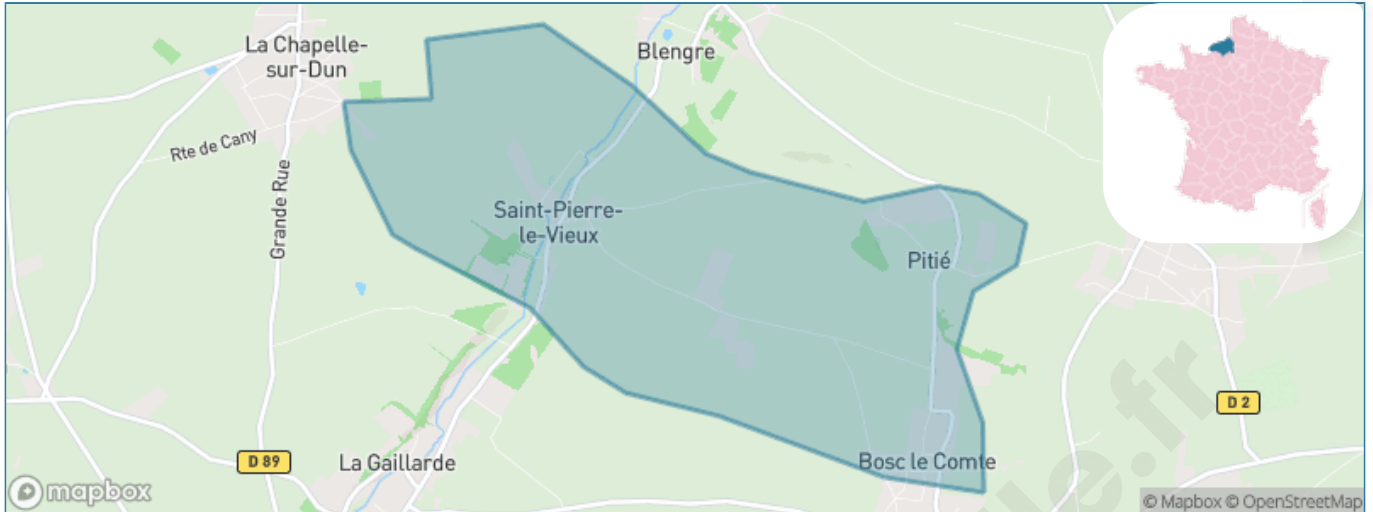 La Chapelle-
sur-Dun
Blengre
Rte de Cany
Grande Rue
Saint-Pierre-
le-Vieux
Pitié
D 2
D 89
La Gaillarde
Bosc le Comte
mapbox
© Mapbox © OpenStreetMap